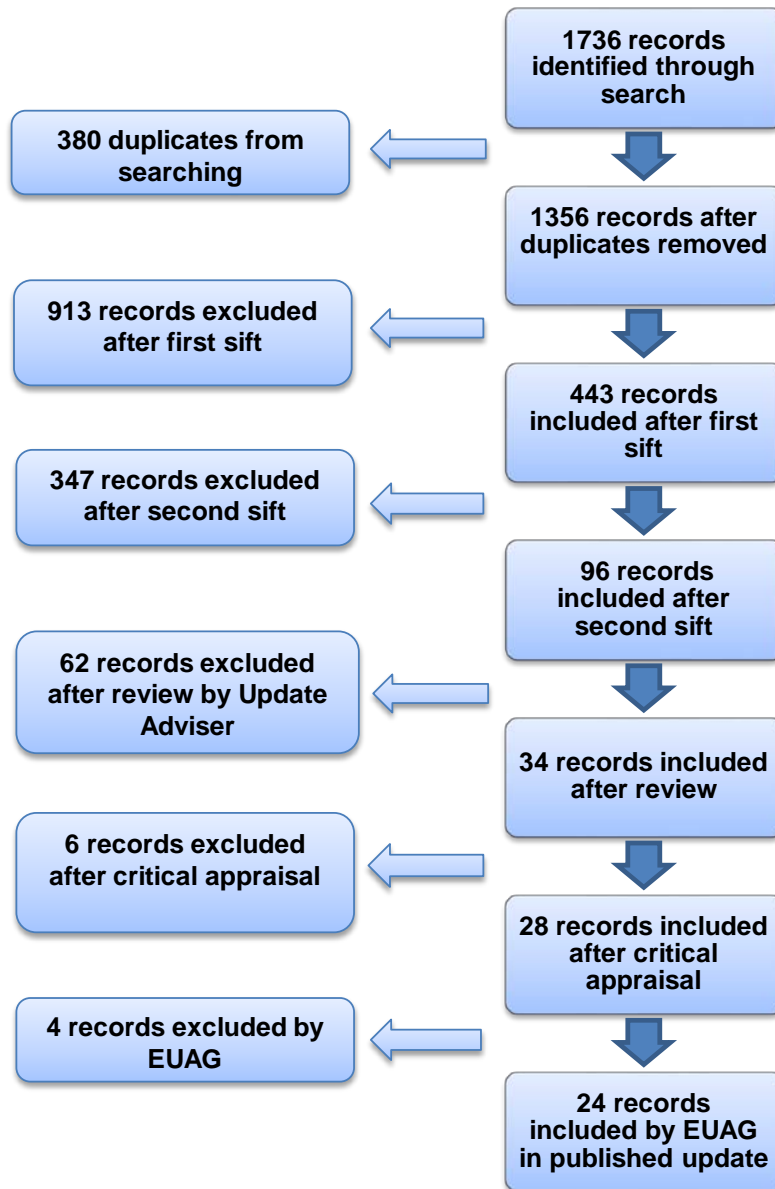 1736 records
identified through
search
380 duplicates from
searching
1356 records after
duplicates removed
913 records excluded
after first sift
443 records
included after first
sift
347 records excluded
after second sift
96 records
included after
second sift
62 records excluded
after review by Update
Adviser
34 records included
after review
6 records excluded
after critical appraisal
28 records included
after critical
appraisal
4 records excluded by
EUAG
24 records
included by EUAG
in published update